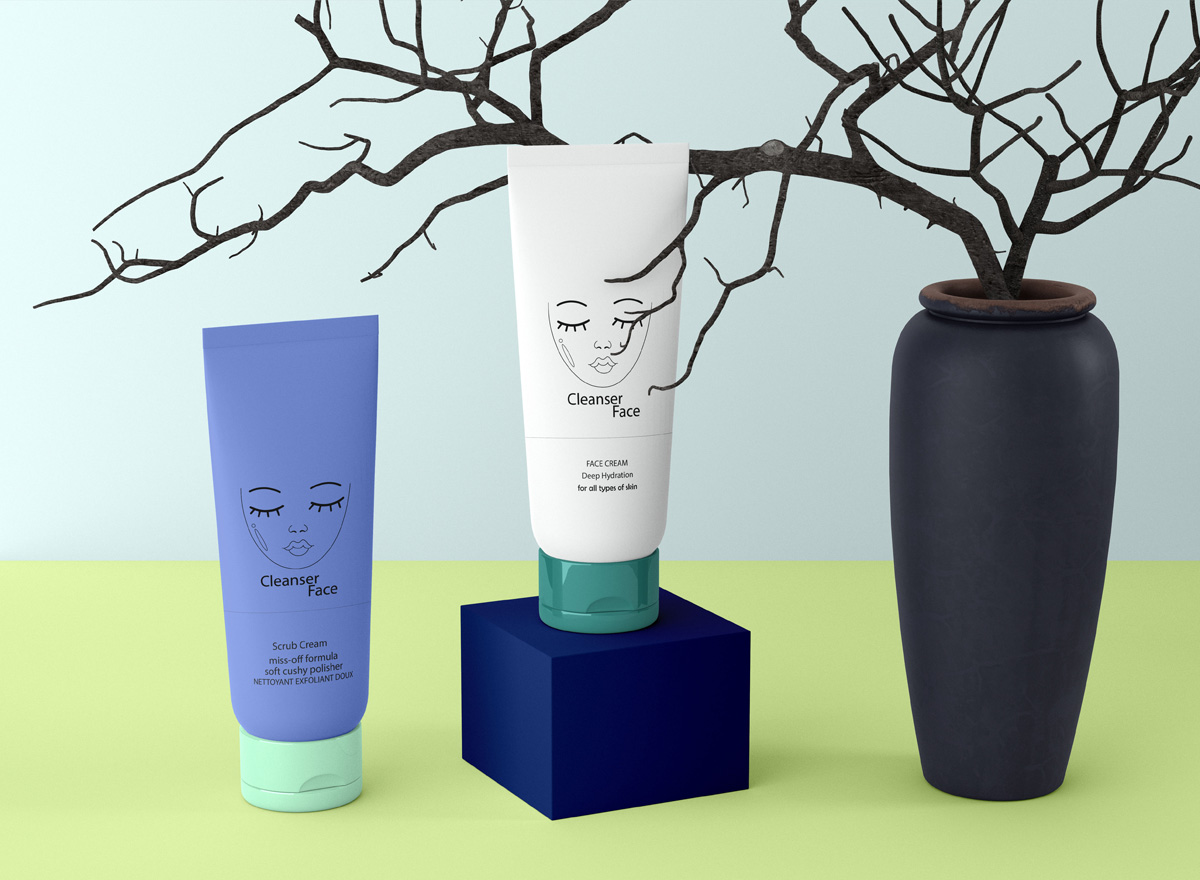 Cleanser
Face
Scrub Cream
miss-off formula
soft cushy polisher
NETTOYANT EXFOLIANT DOUX
Cleanser
Face
FACE CREAM
Deep Hydration
for all types of skin